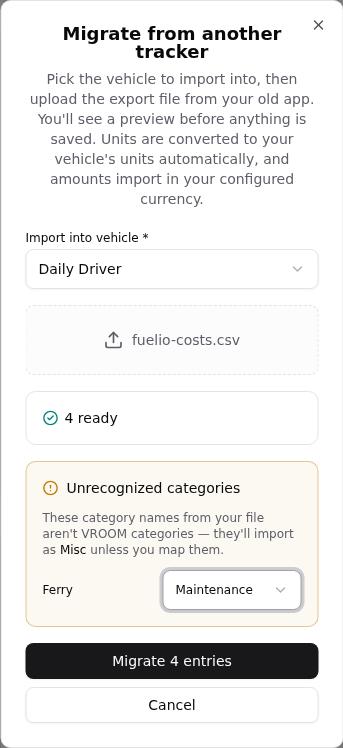 Migrate from another
tracker
Pick the vehicle to import into, then
upload the export file from your old app.
You'll see a preview before anything is
saved. Units are converted to your
vehicle's units automatically, and
amounts import in your configured
currency.
Import into vehicle *
Daily Driver
fuelio-costs.csv
4 ready
Unrecognized categories
These category names from your file
aren't VROOM categories — they'll import
as Misc unless you map them.
Ferry
Maintenance
Migrate 4 entries
Cancel